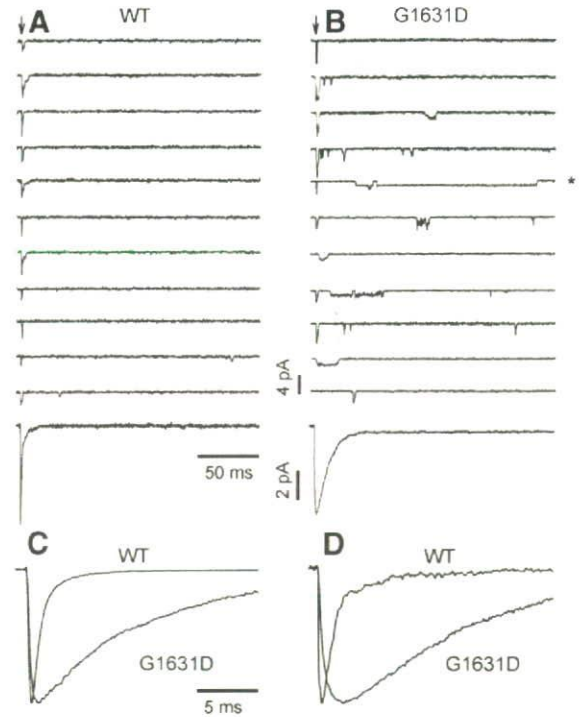 A WT
B G1631D
*
4 pA
50 ms
2 pA
C WT
G1631D
5 ms
D WT
G1631D